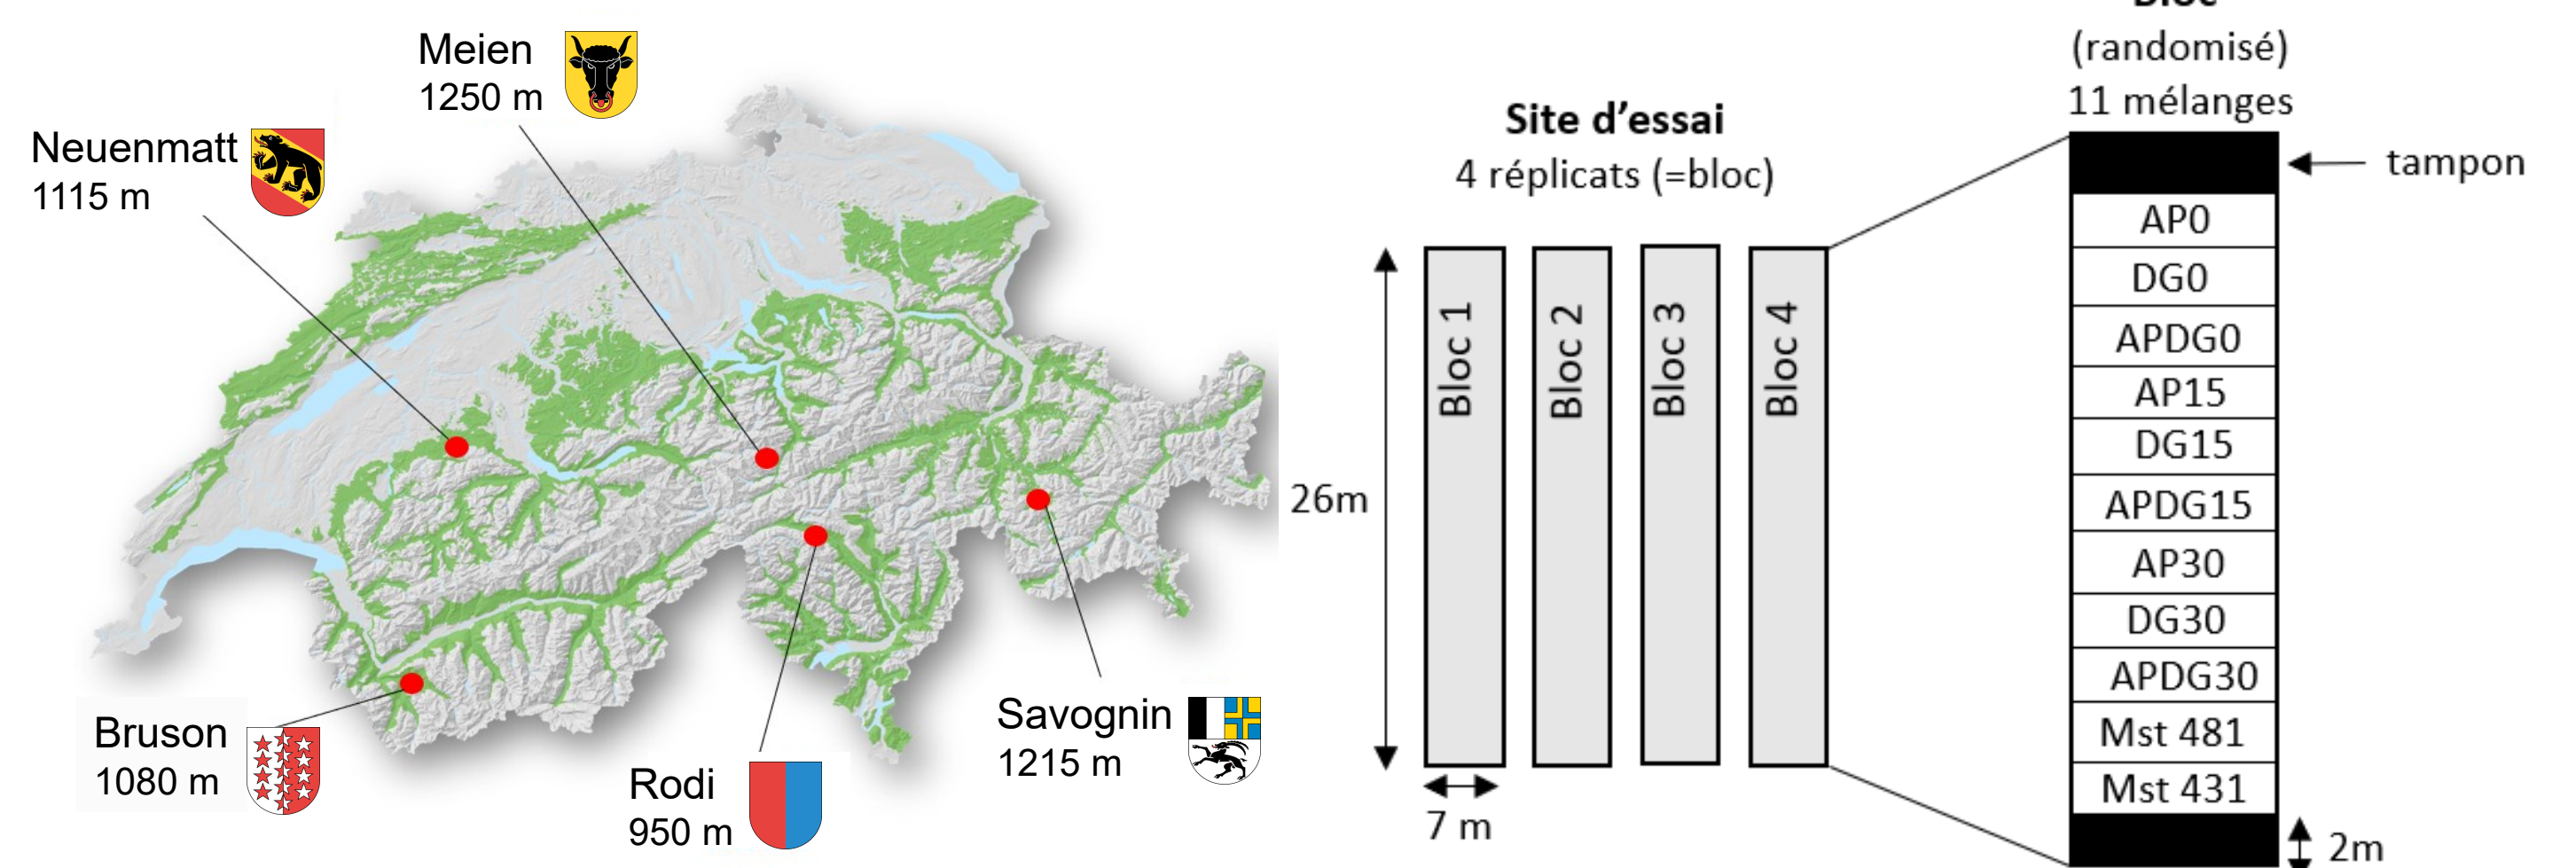 Meien
1250 m
Neuenmatt
1115 m
Bruson
1080 m
Rodi
950 m
Savognin
1215 m
Site d’essai
4 réplicats (=bloc)
26m
Bloc 1
Bloc 2
Bloc 3
Bloc 4
7 m
Bloc
(randomisé)
11 mélanges
tampon
AP0
DG0
APDG0
AP15
DG15
APDG15
AP30
DG30
APDG30
Mst 481
Mst 431
2m